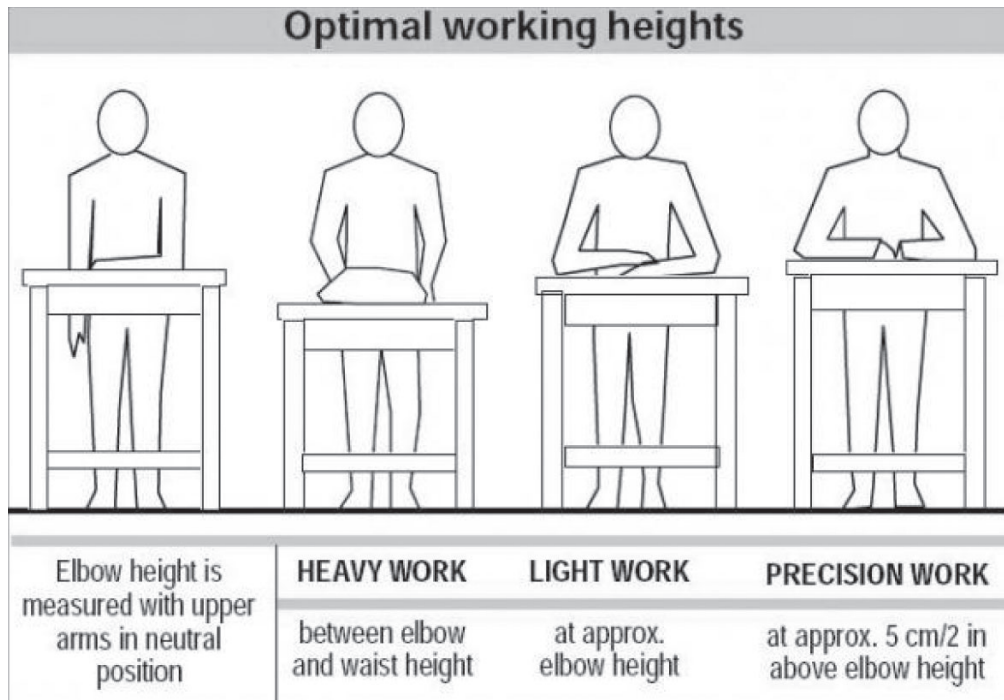 Optimal working heights
Elbow height is
measured with upper
arms in neutral
position
HEAVY WORK
between elbow
and waist height
LIGHT WORK
at approx.
elbow height
PRECISION WORK
at approx. 5 cm/2 in
above elbow height